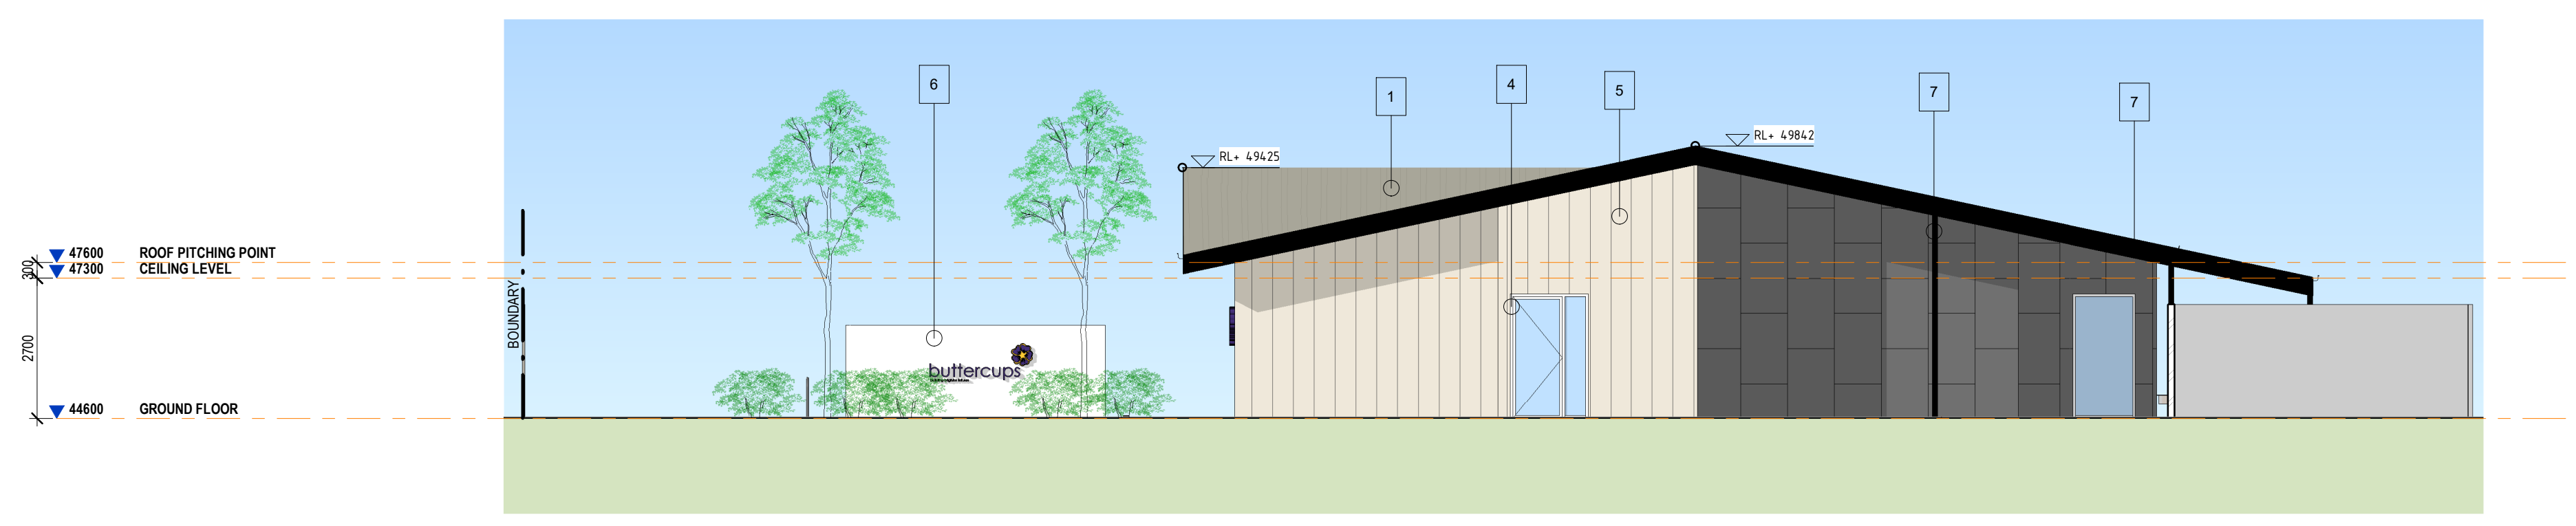 6
1
4
5
7
7
RL+ 49425
RL+ 49842
47600 ROOF PITCHING POINT
47300 CEILING LEVEL
300
2700
BOUNDARY
buttercups
44600 GROUND FLOOR